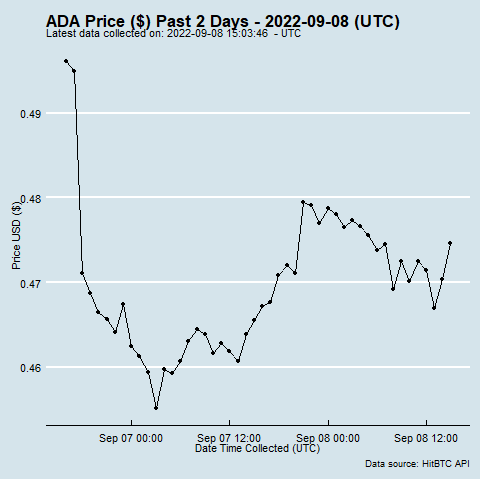 ADA Price ($) Past 2 Days - 2022-09-08 (UTC)
Latest data collected on: 2022-09-08 15:03:46 - UTC
Price USD ($)
0.49
0.48
0.47
0.46
Sep 07 00:00 Sep 07 12:00 Sep 08 00:00 Sep 08 12:00
Date Time Collected (UTC)
Data source: HitBTC API